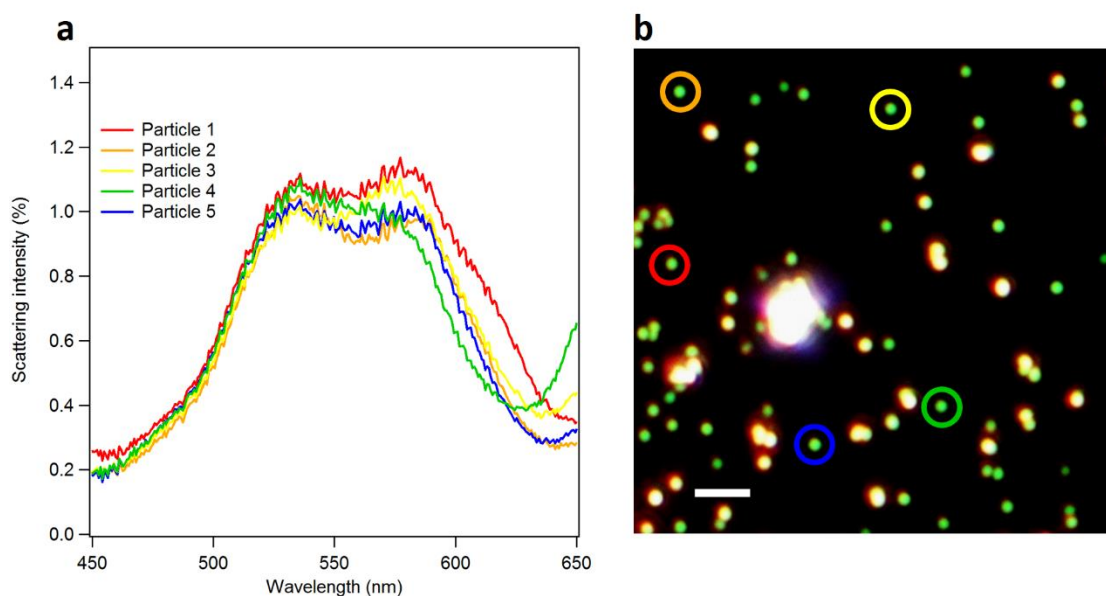 a
b
1.4
1.2
1.0
0.8
0.6
0.4
0.2
0.0
Scattering intensity (%)
Particle 1
Particle 2
Particle 3
Particle 4
Particle 5
450
500
550
600
650
Wavelength (nm)